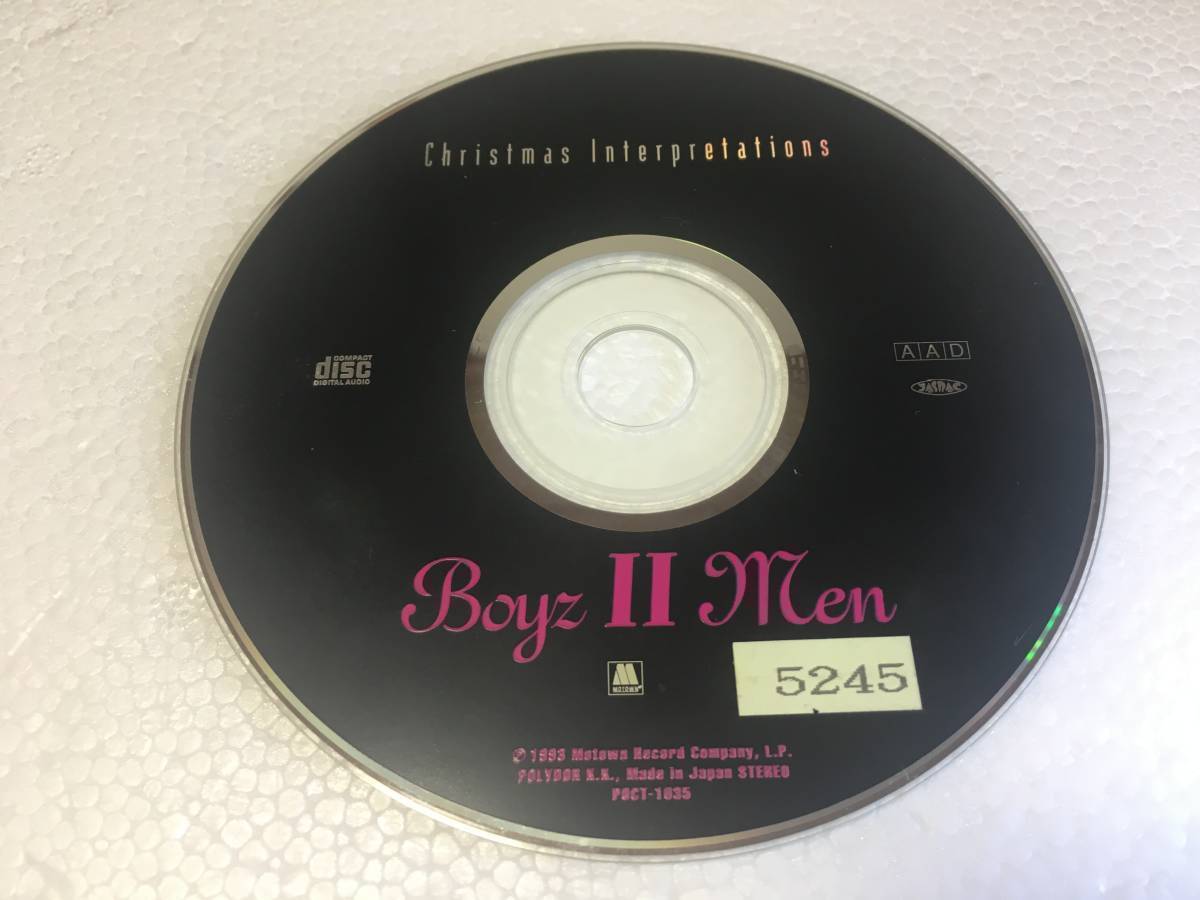 Christmas Interpretations
COMPACT
disc
DIGITAL AUDIO
AAD
JASRAC
Boyz II Men
MOTOWN
5245
℗ 1993 Motown Record Company, L.P.
POLYDOR K.K., Made in Japan STEREO
POCT-1035